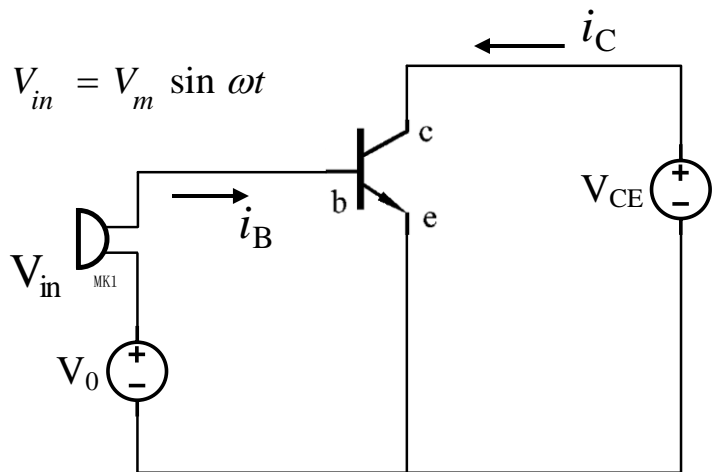 i_C
V_in = V_m sin ωt
c
+
V_CE
−
b
e
i_B
V_in
MK1
+
V_0
−